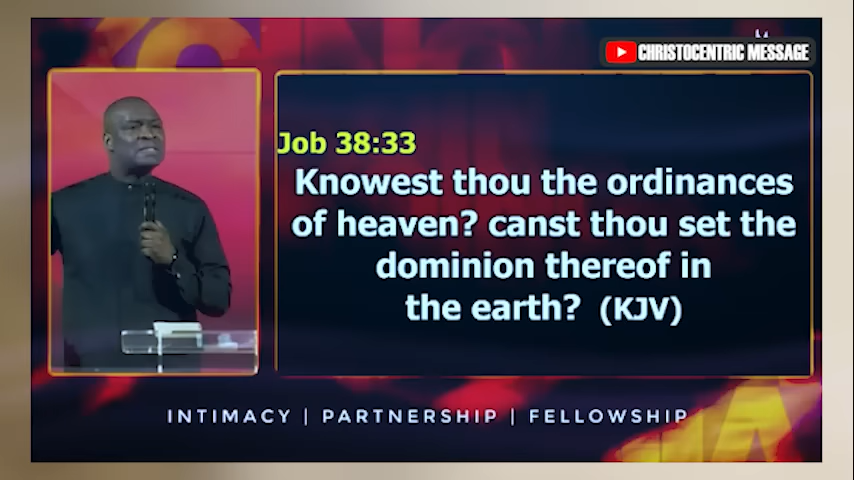 CHRISTOCENTRIC MESSAGE
Job 38:33
Knowest thou the ordinances
of heaven? canst thou set the
dominion thereof in
the earth? (KJV)
INTIMACY | PARTNERSHIP | FELLOWSHIP